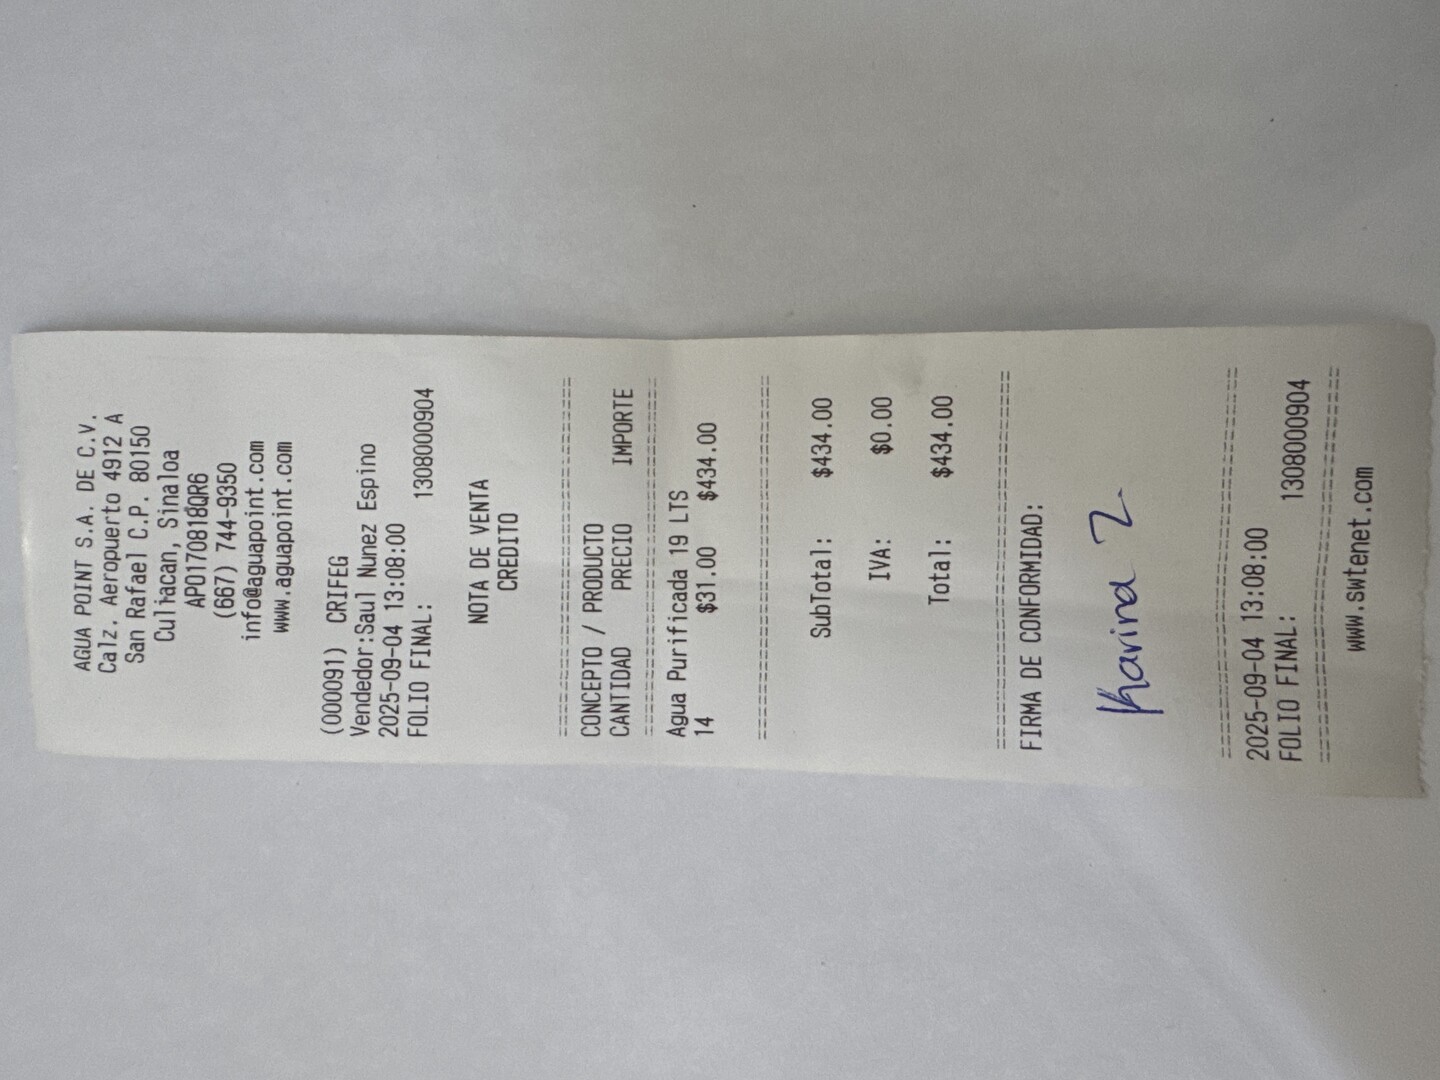 AGUA POINT S.A. DE C.V.
Calz. Aeropuerto 4912 A
San Rafael C.P. 80150
Culiacan, Sinaloa
APO170818QR6
(667) 744-9350
info@aguapoint.com
www.aguapoint.com
(000091) CRIFEG
Vendedor:Saul Nunez Espino
2025-09-04 13:08:00
FOLIO FINAL: 1308000904
NOTA DE VENTA
CREDITO
==============================
CONCEPTO / PRODUCTO
CANTIDAD PRECIO IMPORTE
==============================
Agua Purificada 19 LTS
14 $31.00 $434.00
==============================
SubTotal: $434.00
IVA: $0.00
Total: $434.00
==============================
FIRMA DE CONFORMIDAD:
Karina Z
==============================
2025-09-04 13:08:00
FOLIO FINAL: 1308000904
==============================
www.swtenet.com